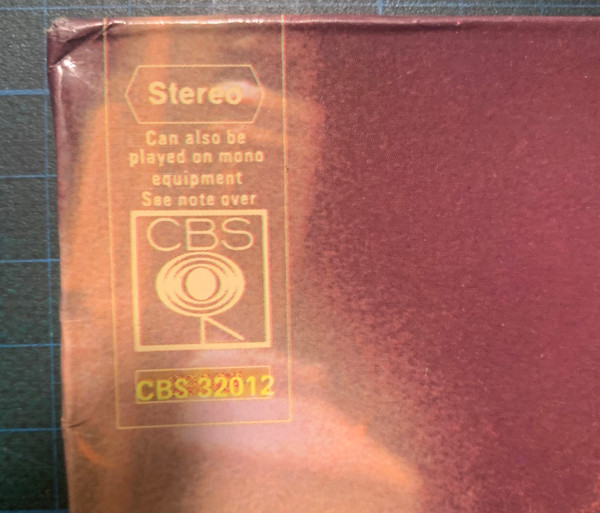 Stereo
Can also be
played on mono
equipment
See note over
CBS
CBS 32012